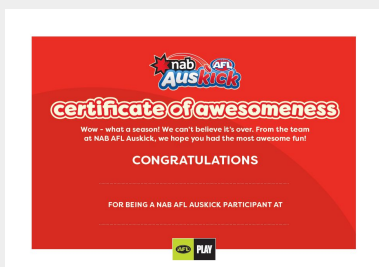 nab AFL
Auskick
certificate of awesomeness
Wow - what a season! We can't believe it's over. From the team
at NAB AFL Auskick, we hope you had the most awesome fun!
CONGRATULATIONS
FOR BEING A NAB AFL AUSKICK PARTICIPANT AT
AFL PLAY